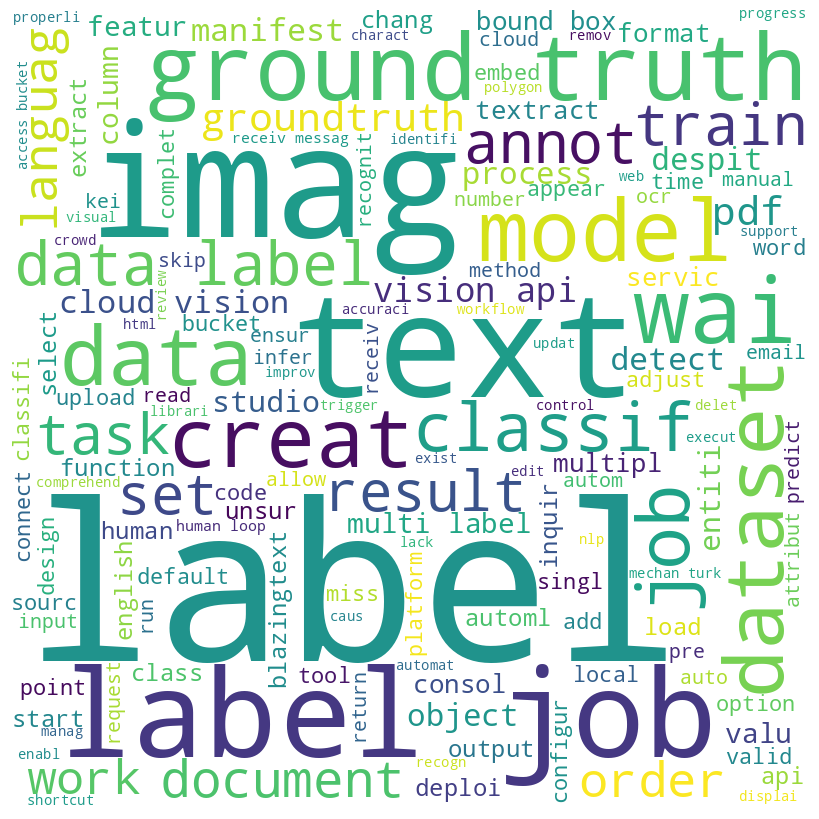 properli
featur
manifest
chang
bound box
progress
charact
cloud
remov
format
ground truth
embed
polygon
languag
access bucket
extract
column
groundtruth
textract
imag
annot
train
receiv messag
identifi
complet
recognit
process
despit
appear
web
time
manual
number
ocr
kei
visual
model
pdf
support
word
crowd
data label
skip
method
servic
wai
cloud vision
review
vision api
accuraci
workflow
html
bucket
ensur
receiv
text
updat
detect
email
select
data
infer
improv
adjust
classifi
upload
read
studio
librari
trigger
control
delet
task
creat
classif
execut
dataset
exist
function
comprehend
set
code
allow
result
edit
multipl
autom
entiti
predict
connect
unsur
human
human loop
multi label
lack
inquir
nlp
job
design
english
default
blazingtext
label
miss
caus
platform
singl
mechan turk
attribut
sourc
input
run
automl
add
load
pre
request
class
tool
automat
consol
local
auto
point
label job
return
object
option
start
manag
output
configur
valu
valid
enabl
work
document
recogn
deploi
order
api
shortcut
displai